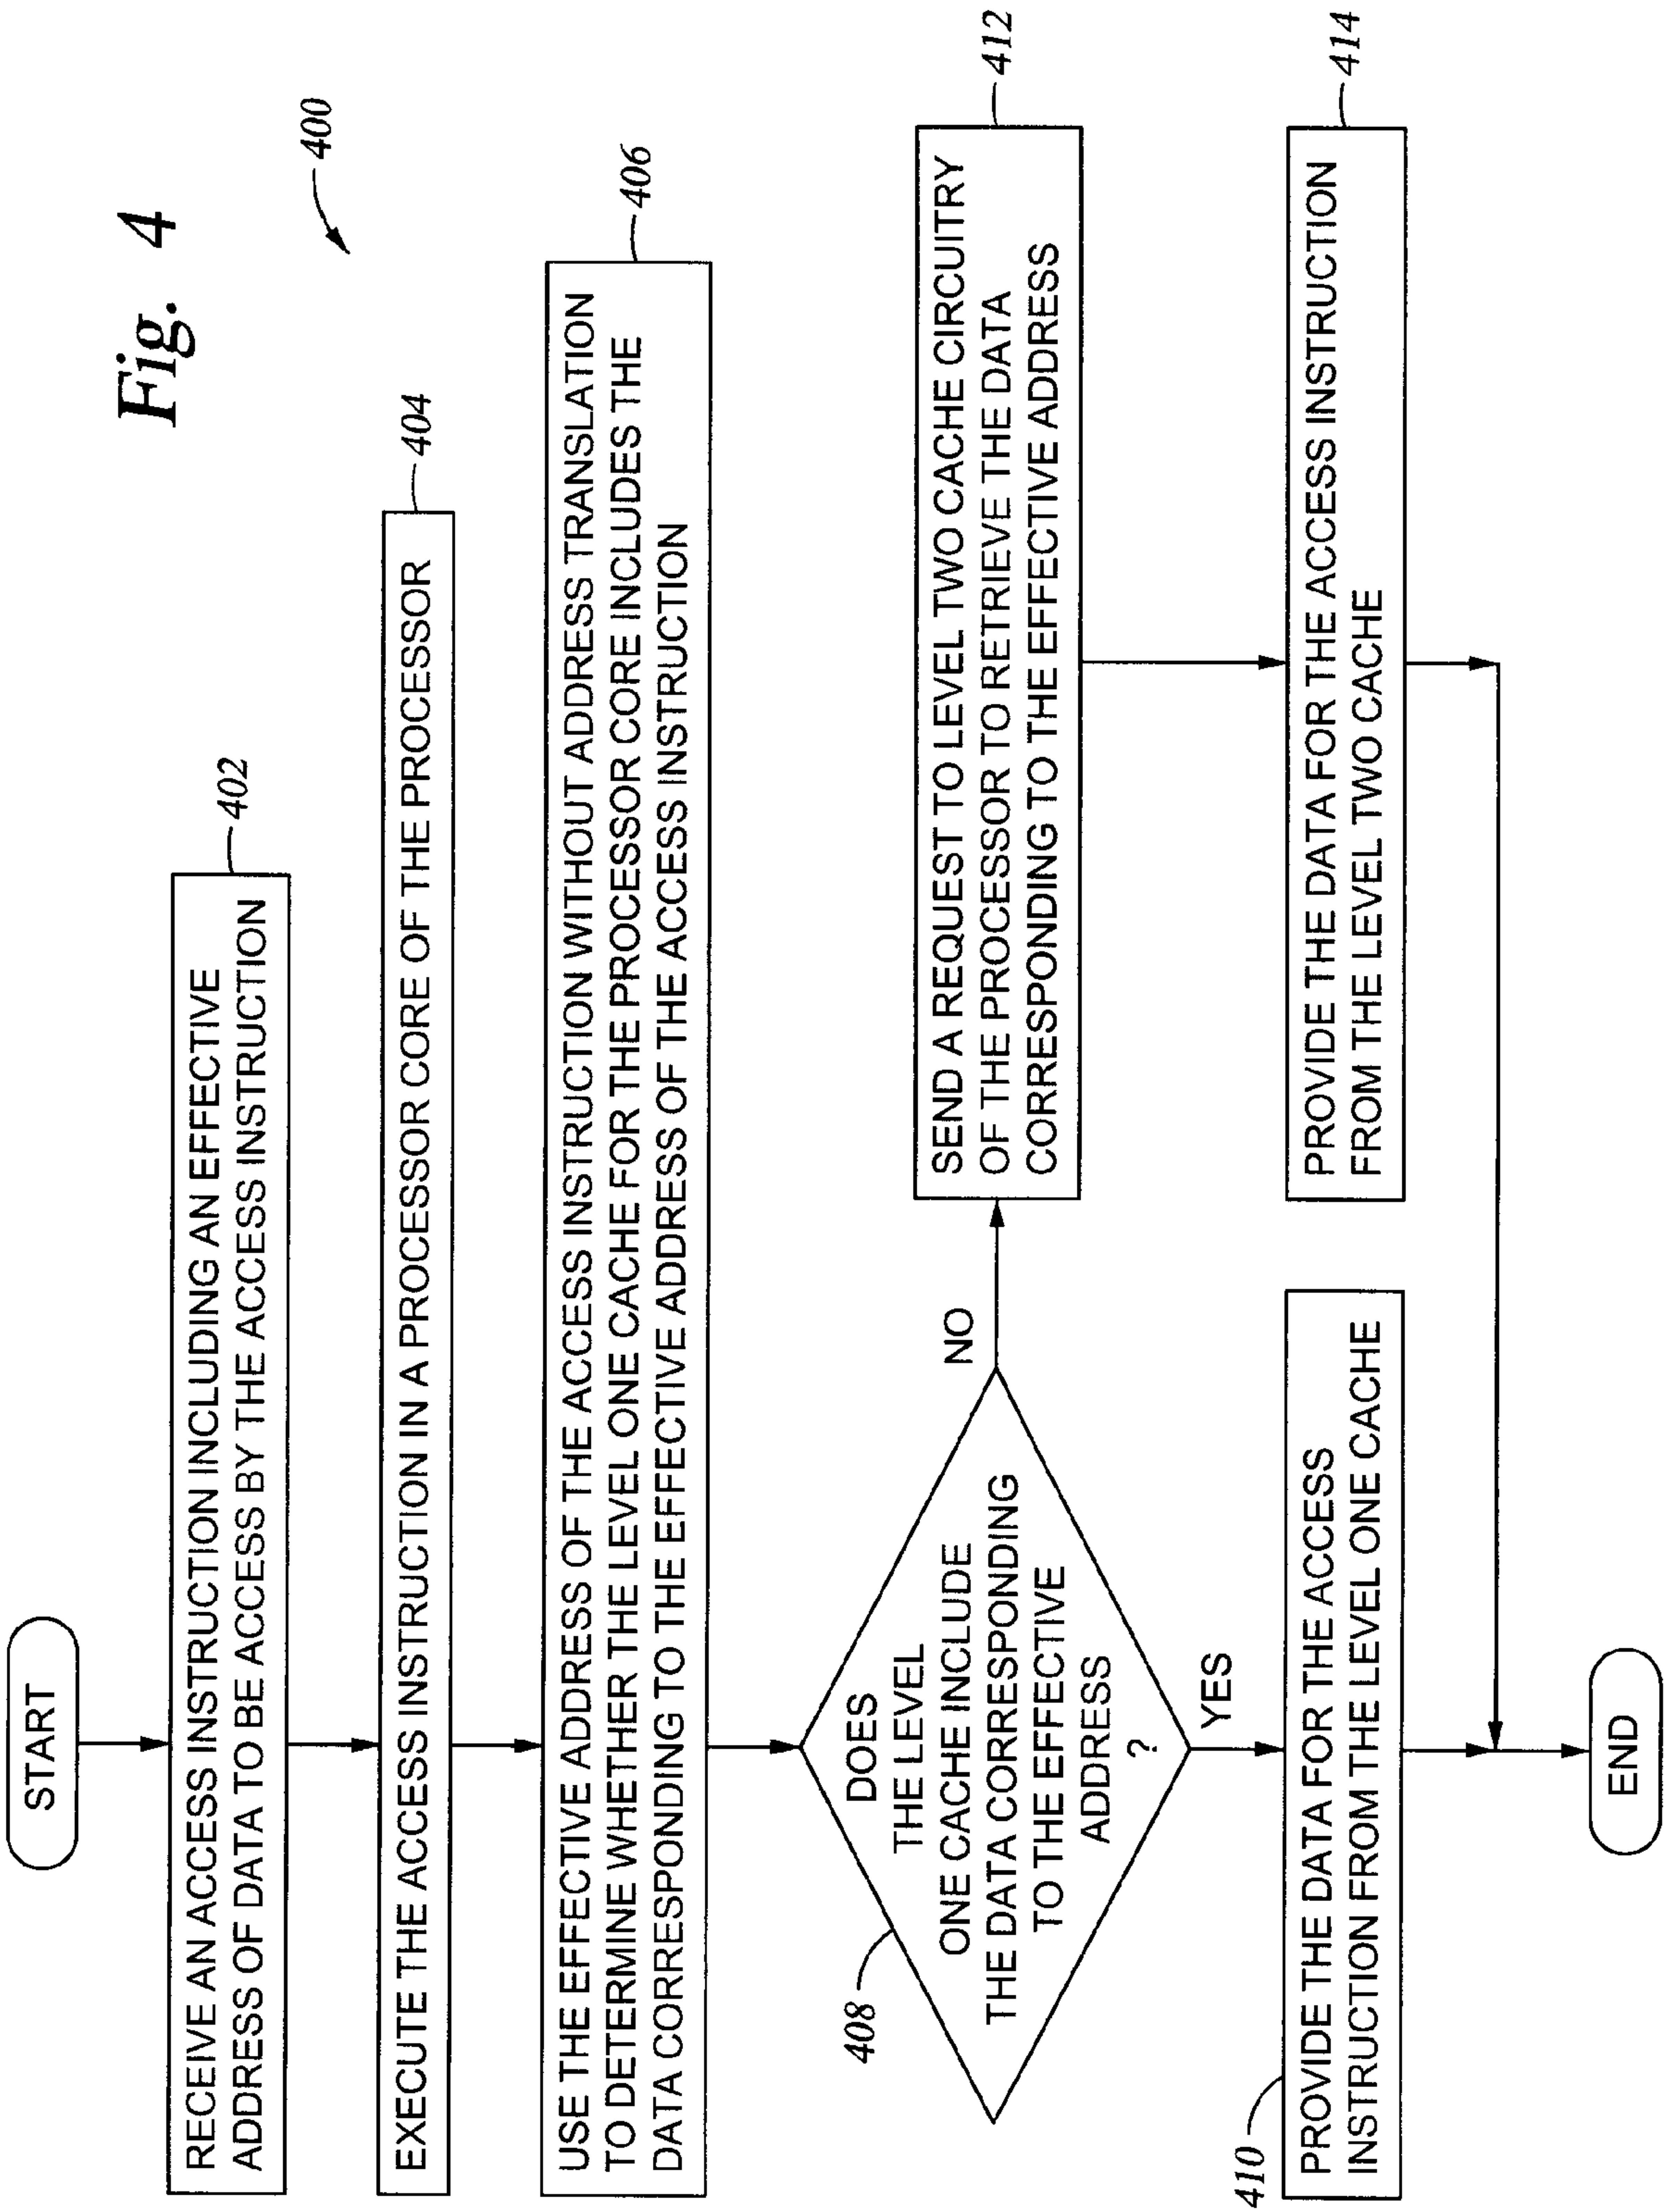 Fig. 4
400
START
RECEIVE AN ACCESS INSTRUCTION INCLUDING AN EFFECTIVE
ADDRESS OF DATA TO BE ACCESS BY THE ACCESS INSTRUCTION
402
EXECUTE THE ACCESS INSTRUCTION IN A PROCESSOR CORE OF THE PROCESSOR
404
USE THE EFFECTIVE ADDRESS OF THE ACCESS INSTRUCTION WITHOUT ADDRESS TRANSLATION
TO DETERMINE WHETHER THE LEVEL ONE CACHE FOR THE PROCESSOR CORE INCLUDES THE
DATA CORRESPONDING TO THE EFFECTIVE ADDRESS OF THE ACCESS INSTRUCTION
406
DOES
THE LEVEL
ONE CACHE INCLUDE
THE DATA CORRESPONDING
TO THE EFFECTIVE
ADDRESS
?
408
NO
SEND A REQUEST TO LEVEL TWO CACHE CIRCUITRY
OF THE PROCESSOR TO RETRIEVE THE DATA
CORRESPONDING TO THE EFFECTIVE ADDRESS
412
YES
410
PROVIDE THE DATA FOR THE ACCESS
INSTRUCTION FROM THE LEVEL ONE CACHE
PROVIDE THE DATA FOR THE ACCESS INSTRUCTION
FROM THE LEVEL TWO CACHE
414
END